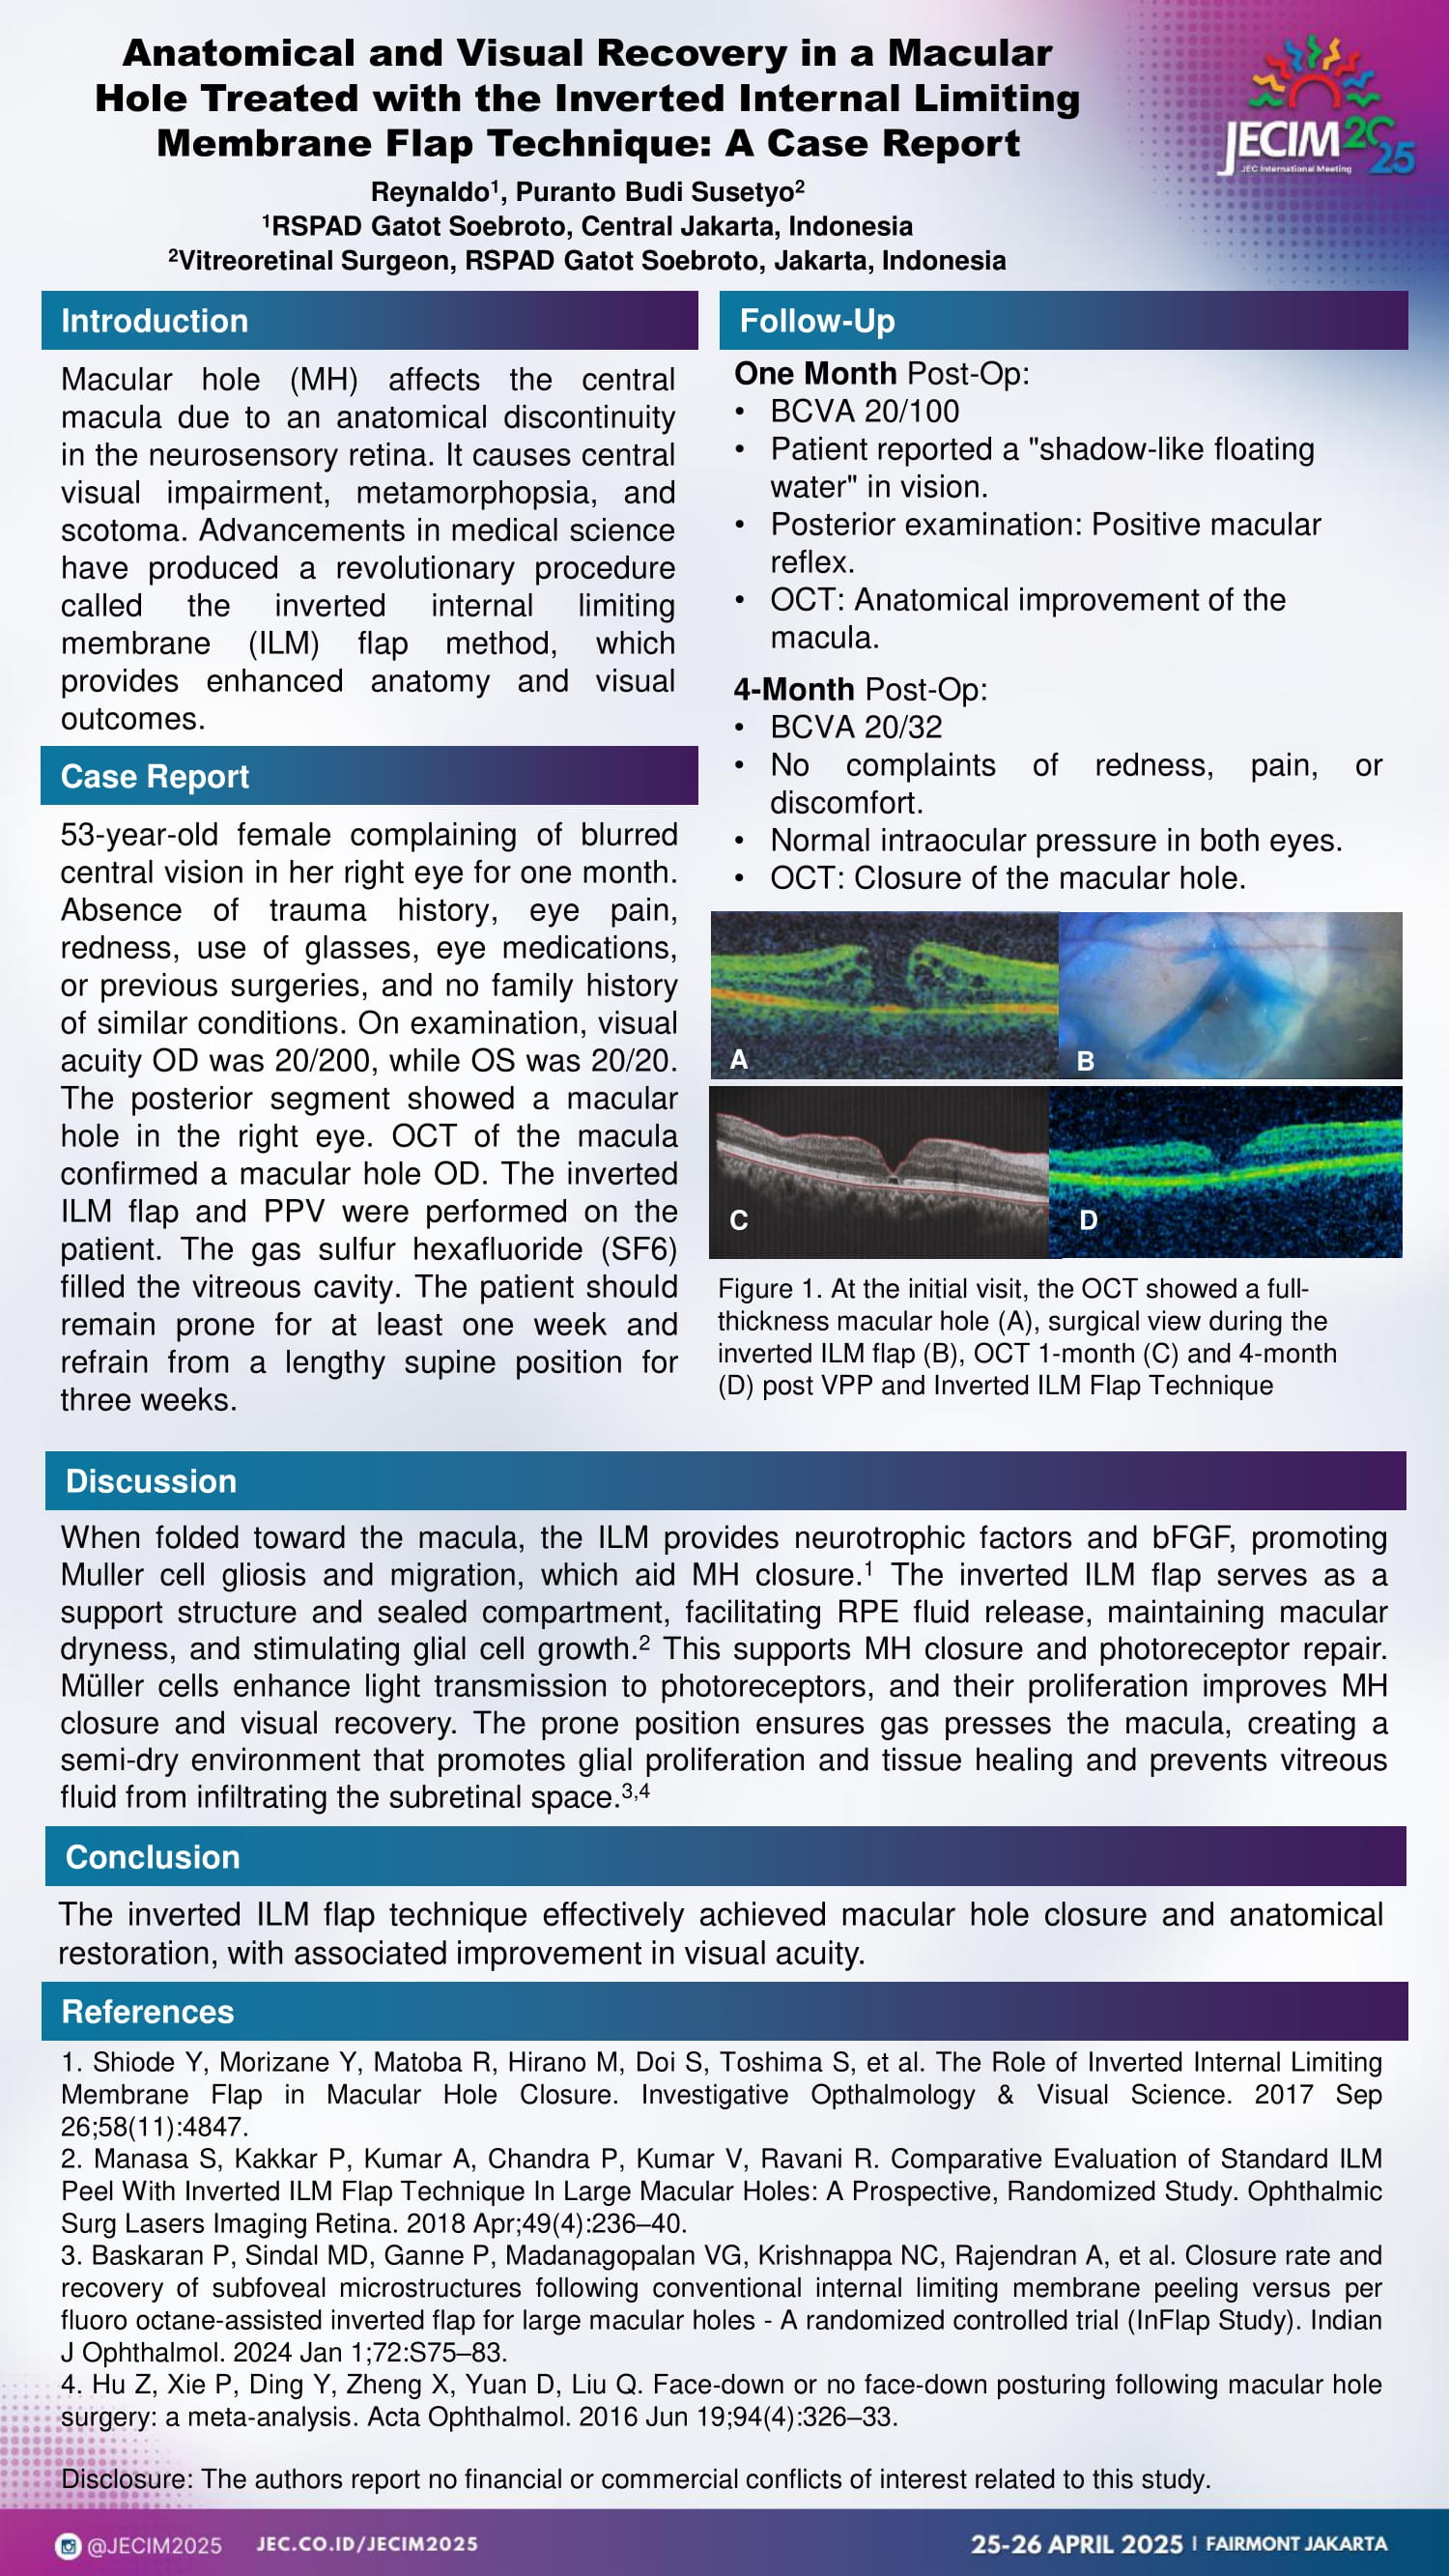 Anatomical and Visual Recovery in a Macular
Hole Treated with the Inverted Internal Limiting
Membrane Flap Technique: A Case Report
Reynaldo¹, Puranto Budi Susetyo²
¹RSPAD Gatot Soebroto, Central Jakarta, Indonesia
²Vitreoretinal Surgeon, RSPAD Gatot Soebroto, Jakarta, Indonesia
JECIM 2025
JEC International Meeting
Introduction
Macular hole (MH) affects the central
macula due to an anatomical discontinuity
in the neurosensory retina. It causes central
visual impairment, metamorphopsia, and
scotoma. Advancements in medical science
have produced a revolutionary procedure
called the inverted internal limiting
membrane (ILM) flap method, which
provides enhanced anatomy and visual
outcomes.
Case Report
53-year-old female complaining of blurred
central vision in her right eye for one month.
Absence of trauma history, eye pain,
redness, use of glasses, eye medications,
or previous surgeries, and no family history
of similar conditions. On examination, visual
acuity OD was 20/200, while OS was 20/20.
The posterior segment showed a macular
hole in the right eye. OCT of the macula
confirmed a macular hole OD. The inverted
ILM flap and PPV were performed on the
patient. The gas sulfur hexafluoride (SF6)
filled the vitreous cavity. The patient should
remain prone for at least one week and
refrain from a lengthy supine position for
three weeks.
Follow-Up
One Month Post-Op:
• BCVA 20/100
• Patient reported a "shadow-like floating
water" in vision.
• Posterior examination: Positive macular
reflex.
• OCT: Anatomical improvement of the
macula.
4-Month Post-Op:
• BCVA 20/32
• No complaints of redness, pain, or
discomfort.
• Normal intraocular pressure in both eyes.
• OCT: Closure of the macular hole.
A
B
C
D
Figure 1. At the initial visit, the OCT showed a full-
thickness macular hole (A), surgical view during the
inverted ILM flap (B), OCT 1-month (C) and 4-month
(D) post VPP and Inverted ILM Flap Technique
Discussion
When folded toward the macula, the ILM provides neurotrophic factors and bFGF, promoting
Muller cell gliosis and migration, which aid MH closure.¹ The inverted ILM flap serves as a
support structure and sealed compartment, facilitating RPE fluid release, maintaining macular
dryness, and stimulating glial cell growth.² This supports MH closure and photoreceptor repair.
Müller cells enhance light transmission to photoreceptors, and their proliferation improves MH
closure and visual recovery. The prone position ensures gas presses the macula, creating a
semi-dry environment that promotes glial proliferation and tissue healing and prevents vitreous
fluid from infiltrating the subretinal space.³,⁴
Conclusion
The inverted ILM flap technique effectively achieved macular hole closure and anatomical
restoration, with associated improvement in visual acuity.
References
1. Shiode Y, Morizane Y, Matoba R, Hirano M, Doi S, Toshima S, et al. The Role of Inverted Internal Limiting
Membrane Flap in Macular Hole Closure. Investigative Opthalmology & Visual Science. 2017 Sep
26;58(11):4847.
2. Manasa S, Kakkar P, Kumar A, Chandra P, Kumar V, Ravani R. Comparative Evaluation of Standard ILM
Peel With Inverted ILM Flap Technique In Large Macular Holes: A Prospective, Randomized Study. Ophthalmic
Surg Lasers Imaging Retina. 2018 Apr;49(4):236–40.
3. Baskaran P, Sindal MD, Ganne P, Madanagopalan VG, Krishnappa NC, Rajendran A, et al. Closure rate and
recovery of subfoveal microstructures following conventional internal limiting membrane peeling versus per
fluoro octane-assisted inverted flap for large macular holes - A randomized controlled trial (InFlap Study). Indian
J Ophthalmol. 2024 Jan 1;72:S75–83.
4. Hu Z, Xie P, Ding Y, Zheng X, Yuan D, Liu Q. Face-down or no face-down posturing following macular hole
surgery: a meta-analysis. Acta Ophthalmol. 2016 Jun 19;94(4):326–33.
Disclosure: The authors report no financial or commercial conflicts of interest related to this study.
@JECIM2025 JEC.CO.ID/JECIM2025 25-26 APRIL 2025 | FAIRMONT JAKARTA